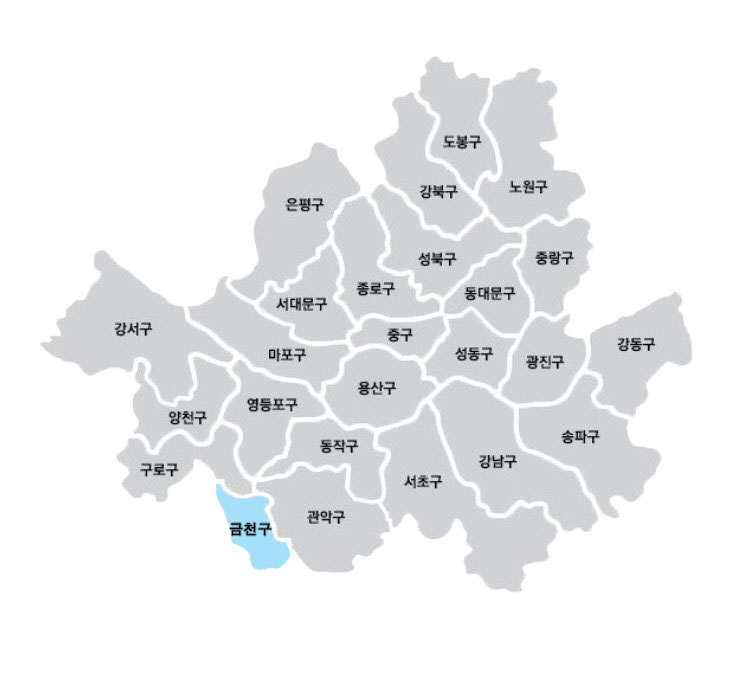 도봉구
노원구
강북구
은평구
성북구
중랑구
종로구
동대문구
서대문구
강서구
중구
강동구
마포구
성동구
광진구
용산구
영등포구
양천구
송파구
동작구
강남구
구로구
서초구
관악구
금천구